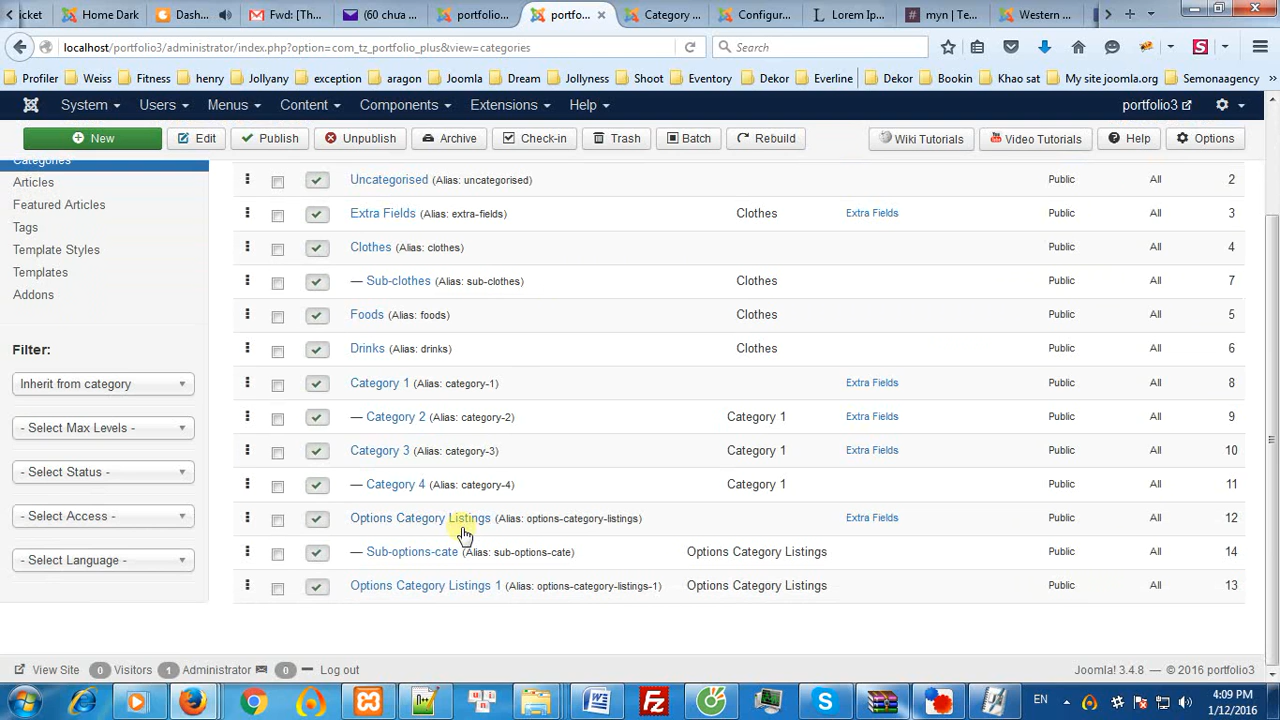 icket
Home Dark
Dash...
Fwd: [Th...
(60 chưa ...
portfolio...
portfo...
Category ...
Configur...
Lorem Ip...
myn | Te...
Western ...
localhost/portfolio3/administrator/index.php?option=com_tz_portfolio_plus&view=categories
Search
Profiler
Weiss
Fitness
henry
Jollyany
exception
aragon
Joomla
Dream
Jollyness
Shoot
Eventory
Dekor
Everline
Dekor
Bookin
Khao sat
My site joomla.org
Semonaagency
System
Users
Menus
Content
Components
Extensions
Help
portfolio3
New
Edit
Publish
Unpublish
Archive
Check-in
Trash
Batch
Rebuild
Wiki Tutorials
Video Tutorials
Help
Options
Categories
Articles
Featured Articles
Tags
Template Styles
Templates
Addons
Filter:
Inherit from category
- Select Max Levels -
- Select Status -
- Select Access -
- Select Language -
Uncategorised (Alias: uncategorised) Public All 2
Extra Fields (Alias: extra-fields) Clothes Extra Fields Public All 3
Clothes (Alias: clothes) Public All 4
— Sub-clothes (Alias: sub-clothes) Clothes Public All 7
Foods (Alias: foods) Clothes Public All 5
Drinks (Alias: drinks) Clothes Public All 6
Category 1 (Alias: category-1) Extra Fields Public All 8
— Category 2 (Alias: category-2) Category 1 Extra Fields Public All 9
Category 3 (Alias: category-3) Category 1 Extra Fields Public All 10
— Category 4 (Alias: category-4) Category 1 Public All 11
Options Category Listings (Alias: options-category-listings) Extra Fields Public All 12
— Sub-options-cate (Alias: sub-options-cate) Options Category Listings Public All 14
Options Category Listings 1 (Alias: options-category-listings-1) Options Category Listings Public All 13
View Site
0 Visitors
1 Administrator
0
Log out
Joomla! 3.4.8 — © 2016 portfolio3
EN
4:09 PM
1/12/2016